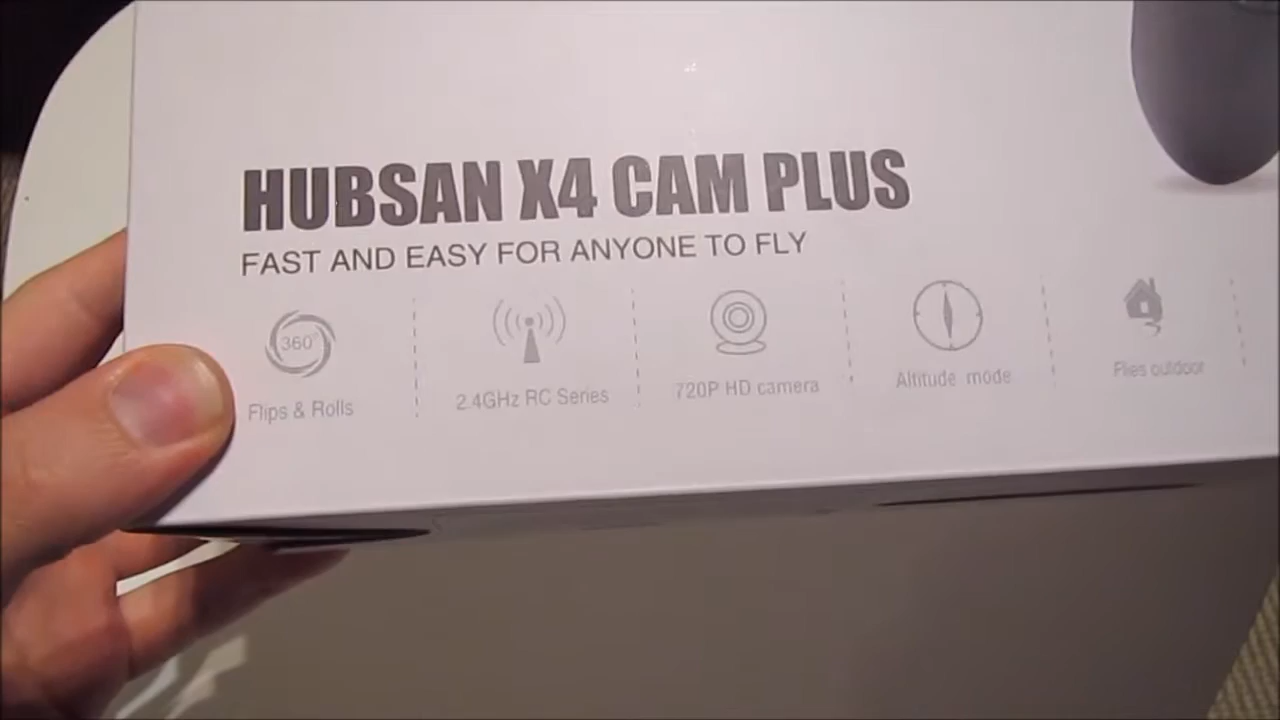 HUBSAN X4 CAM PLUS
FAST AND EASY FOR ANYONE TO FLY
360°
Flips & Rolls
2.4GHz RC Series
720P HD camera
Altitude mode
Flies outdoor